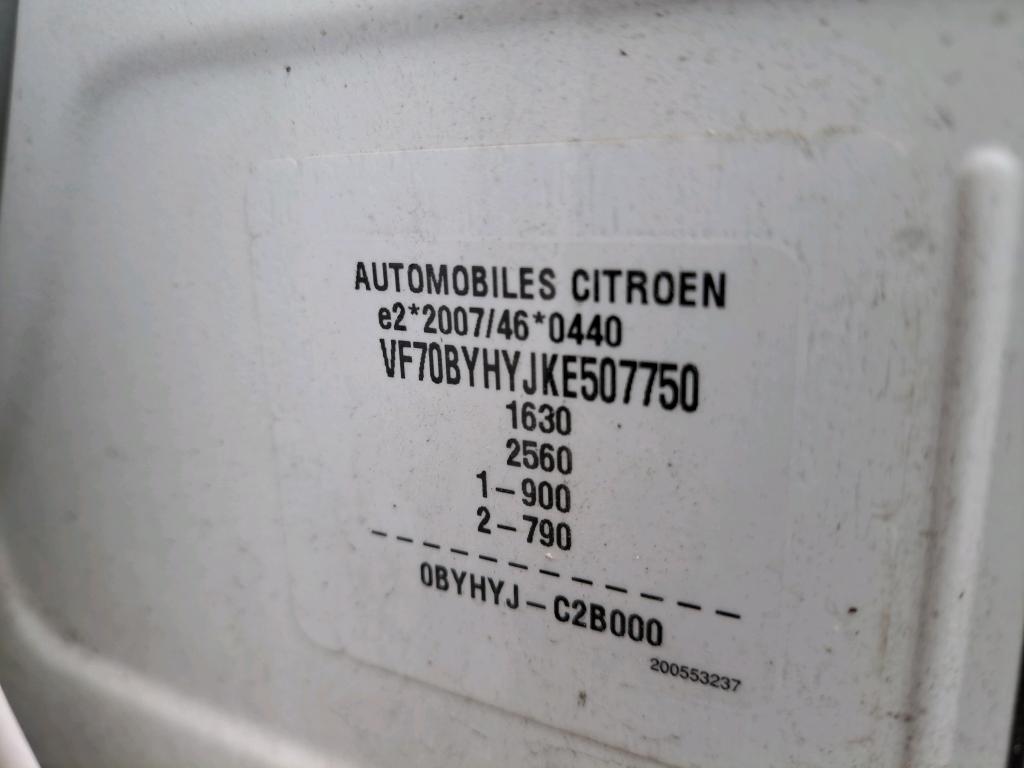 AUTOMOBILES CITROEN
e2*2007/46*0440
VF70BYHYJKE507750
1630
2560
1-900
2-790
--------------
0BYHYJ-C2B000
200553237